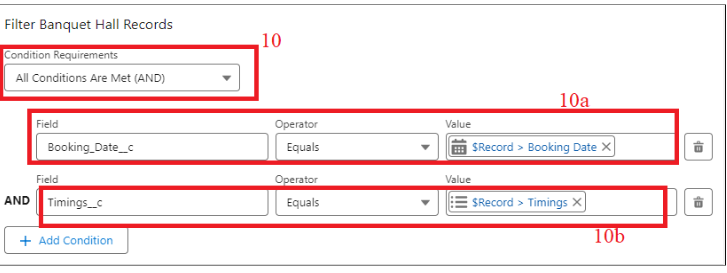 Filter Banquet Hall Records
10
Condition Requirements
All Conditions Are Met (AND)
10a
Field Operator Value
Booking_Date__c Equals $Record > Booking Date ×
Field Operator Value
AND Timings__c Equals $Record > Timings ×
10b
+ Add Condition